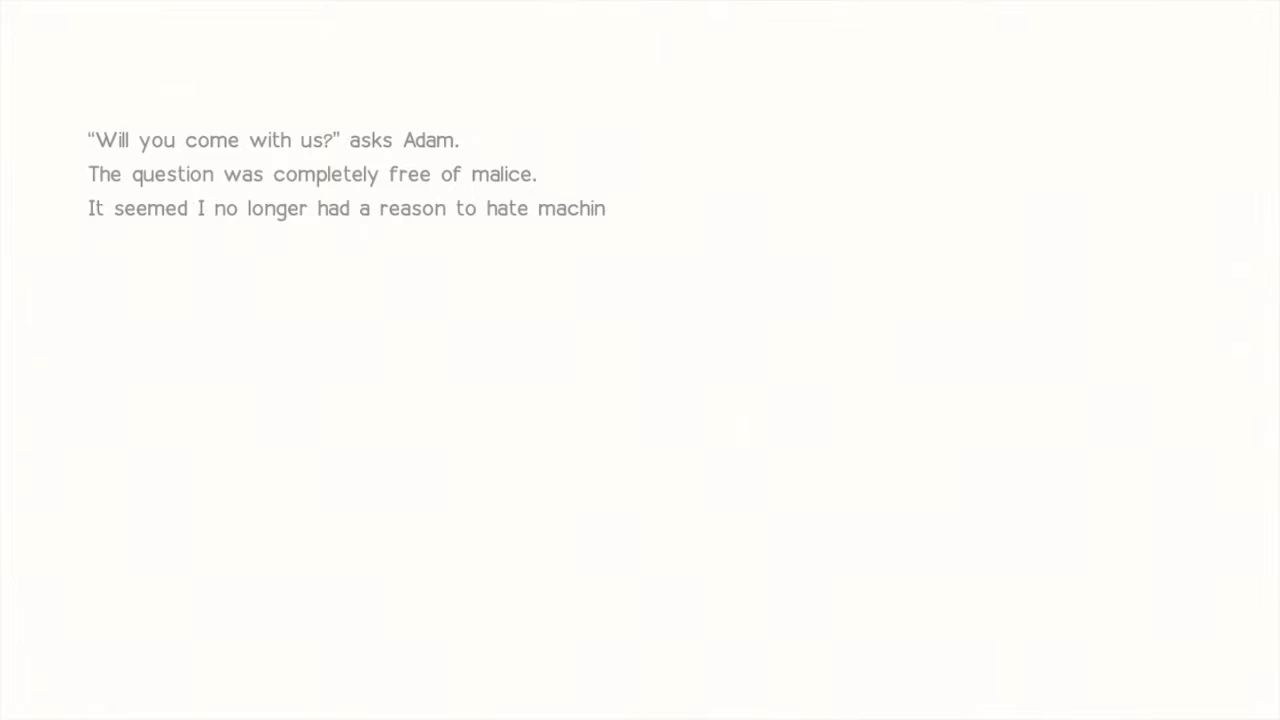 “Will you come with us?” asks Adam.
The question was completely free of malice.
It seemed I no longer had a reason to hate machin